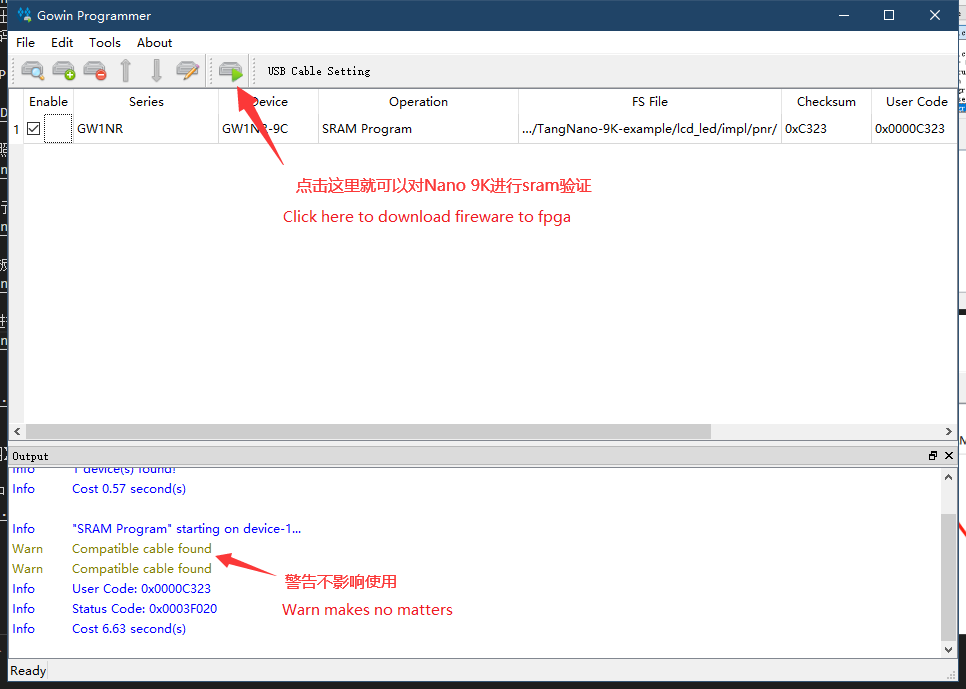 Gowin Programmer
File Edit Tools About
USB Cable Setting
Enable Series Device Operation FS File Checksum User Code
1 GW1NR GW1NR-9C SRAM Program .../TangNano-9K-example/lcd_led/impl/pnr/ 0xC323 0x0000C323
点击这里就可以对Nano 9K进行sram验证
Click here to download fireware to fpga
Output
Info 1 device(s) found!
Info Cost 0.57 second(s)
Info "SRAM Program" starting on device-1...
Warn Compatible cable found
Warn Compatible cable found
Info User Code: 0x0000C323
Info Status Code: 0x0003F020
Info Cost 6.63 second(s)
警告不影响使用
Warn makes no matters
Ready